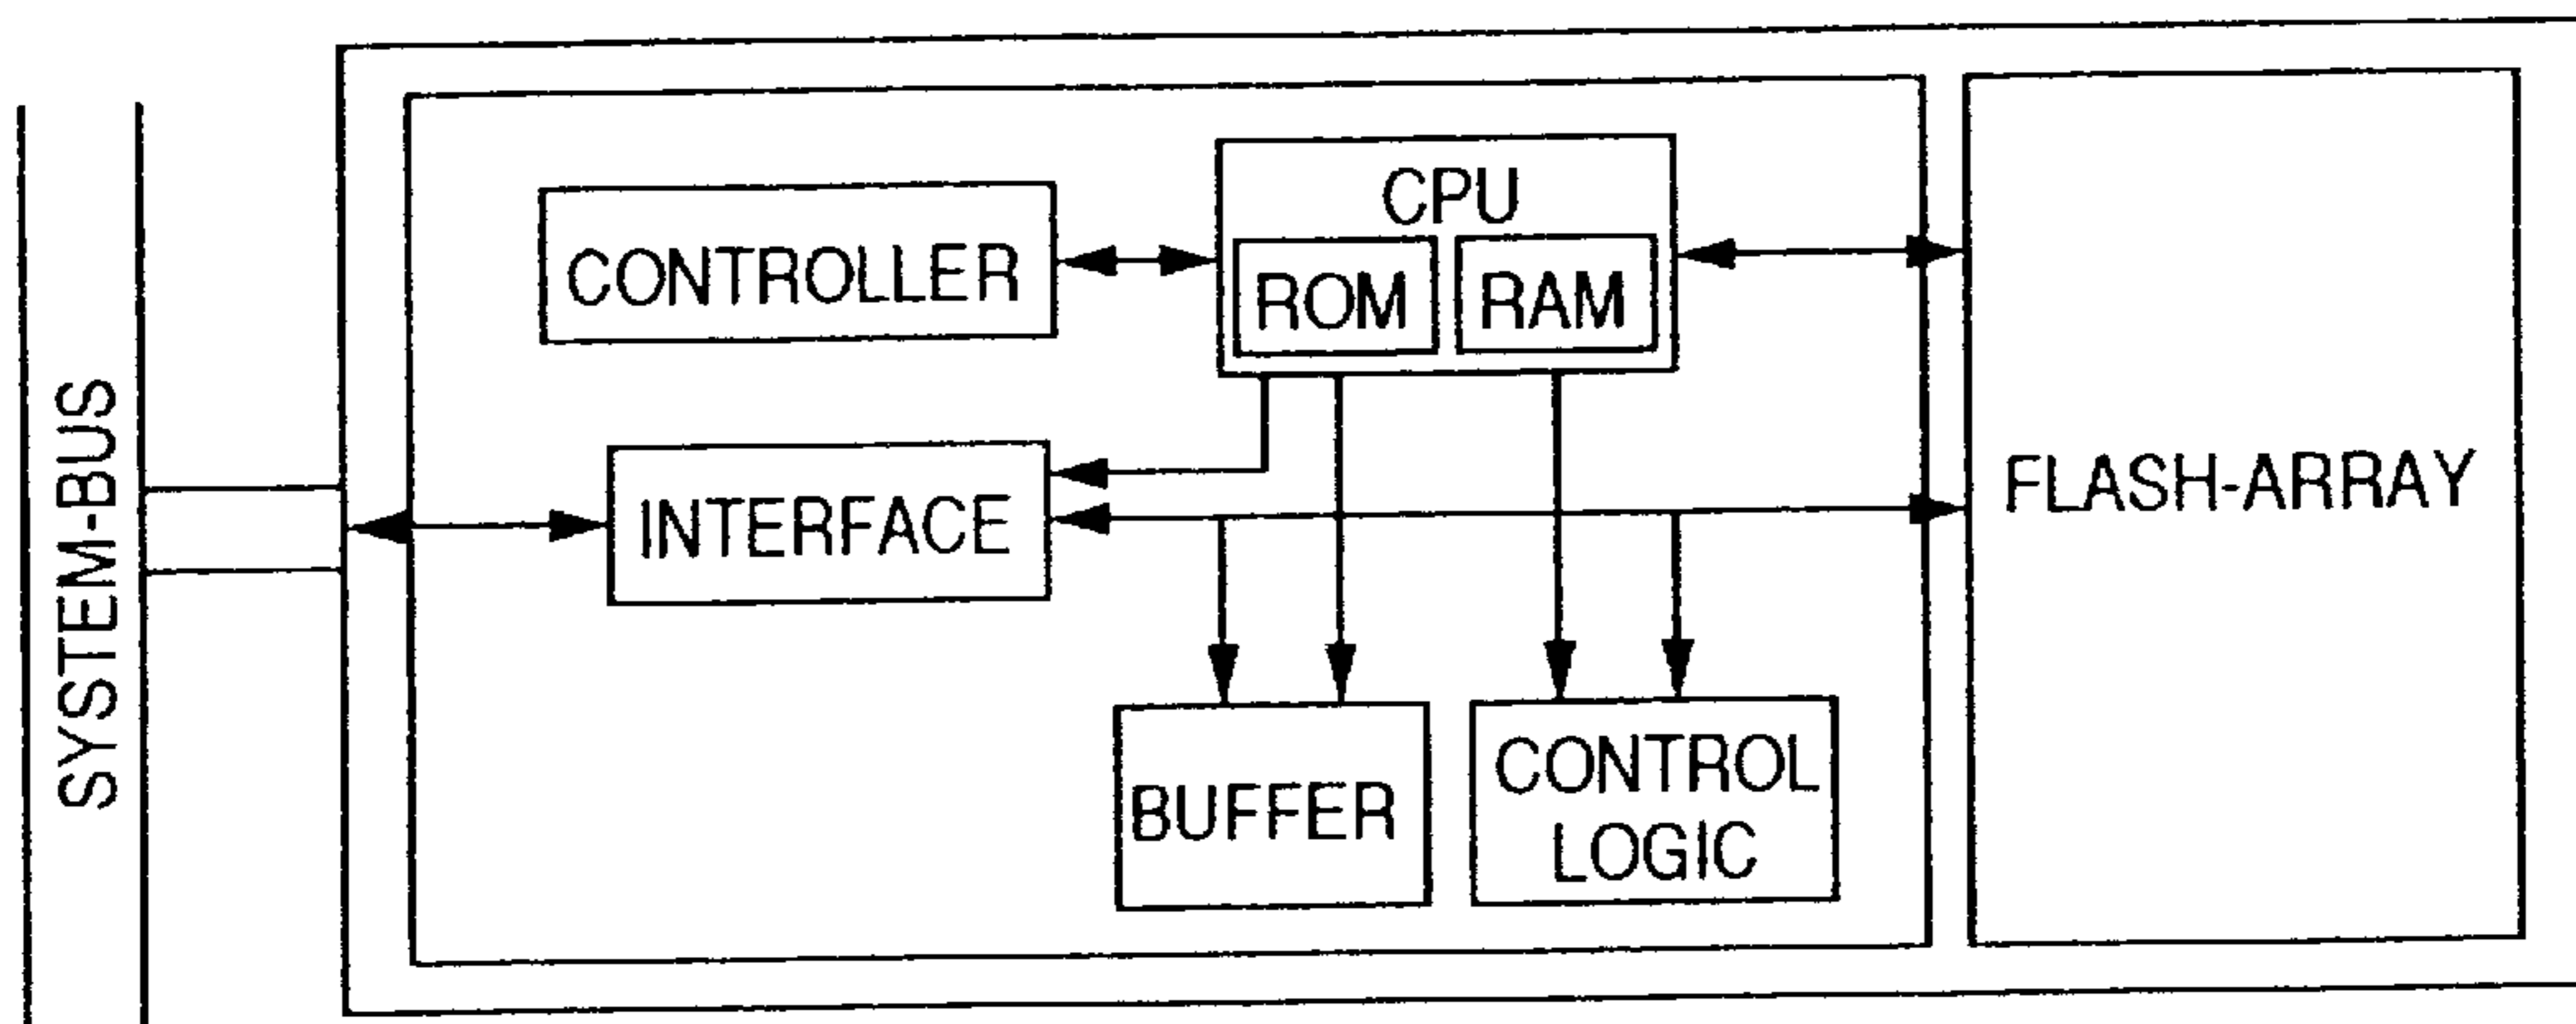 SYSTEM-BUS
CONTROLLER
CPU
ROM
RAM
INTERFACE
FLASH-ARRAY
BUFFER
CONTROL
LOGIC